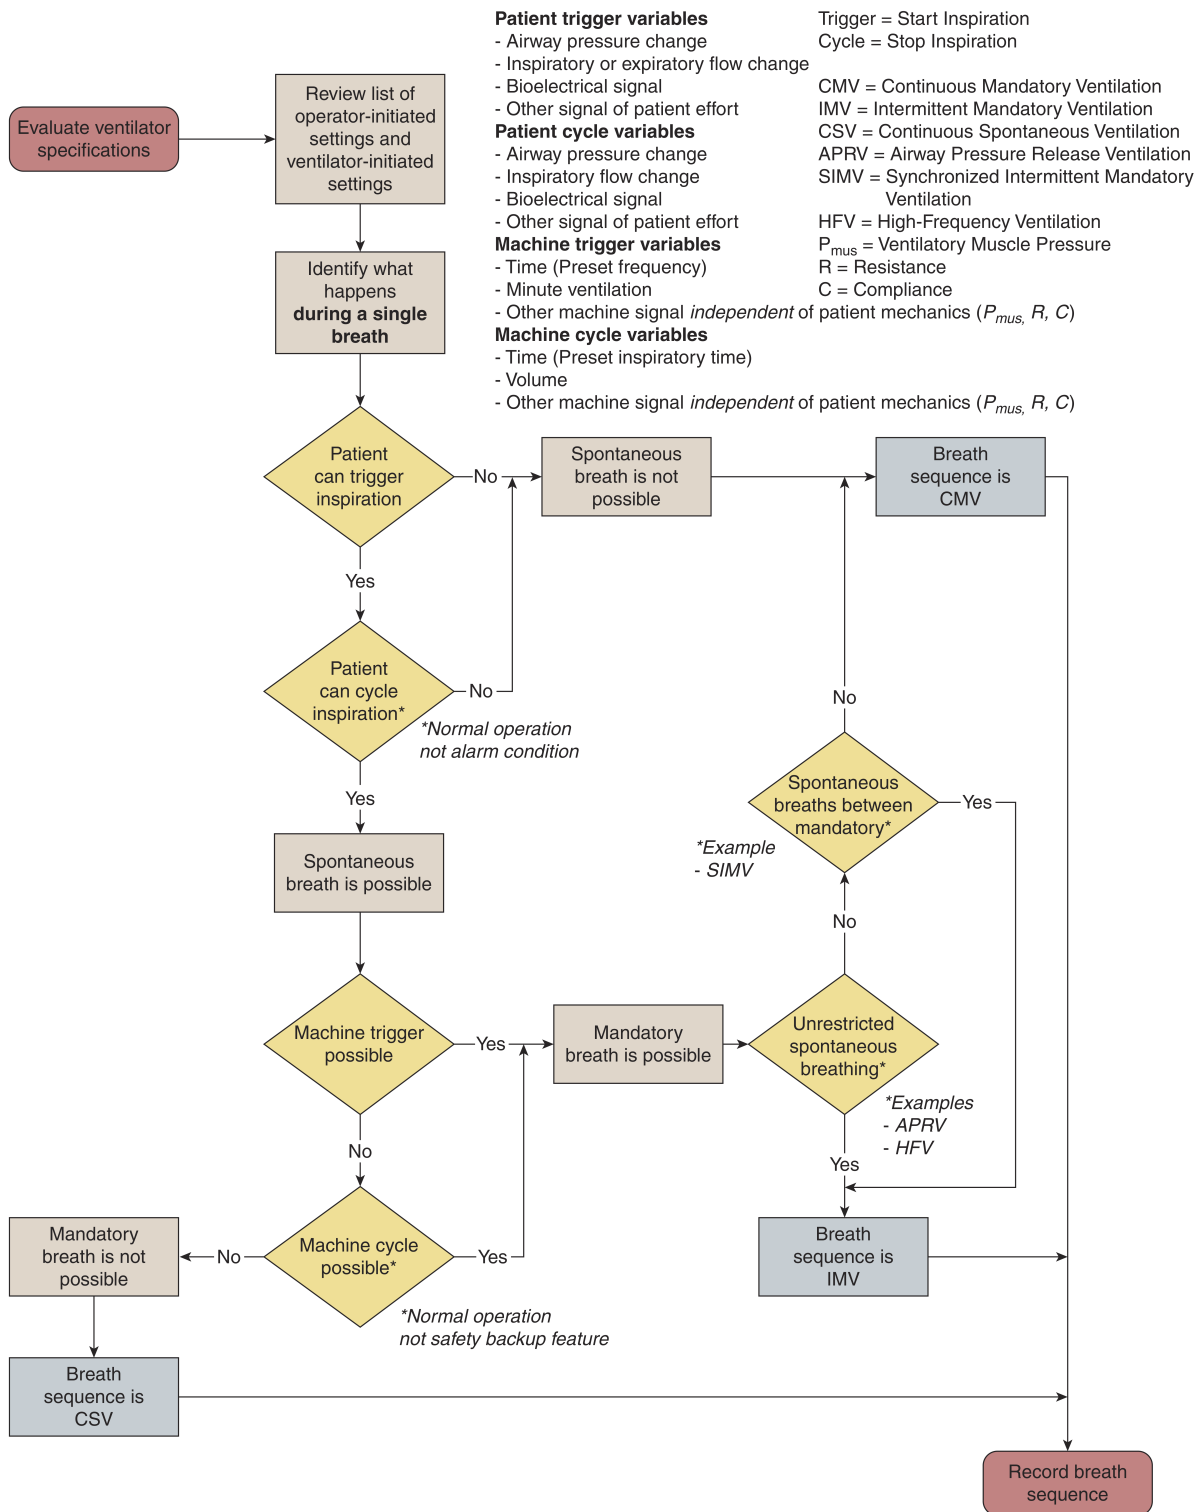 Patient trigger variables
- Airway pressure change
- Inspiratory or expiratory flow change
- Bioelectrical signal
- Other signal of patient effort
Patient cycle variables
- Airway pressure change
- Inspiratory flow change
- Bioelectrical signal
- Other signal of patient effort
Machine trigger variables
- Time (Preset frequency)
- Minute ventilation
- Other machine signal independent of patient mechanics (Pmus, R, C)
Machine cycle variables
- Time (Preset inspiratory time)
- Volume
- Other machine signal independent of patient mechanics (Pmus, R, C)
Trigger = Start Inspiration
Cycle = Stop Inspiration
CMV = Continuous Mandatory Ventilation
IMV = Intermittent Mandatory Ventilation
CSV = Continuous Spontaneous Ventilation
APRV = Airway Pressure Release Ventilation
SIMV = Synchronized Intermittent Mandatory
Ventilation
HFV = High-Frequency Ventilation
Pmus = Ventilatory Muscle Pressure
R = Resistance
C = Compliance
Evaluate ventilator
specifications
Review list of
operator-initiated
settings and
ventilator-initiated
settings
Identify what
happens
during a single
breath
Patient
can trigger
inspiration
No
Spontaneous
breath is not
possible
Breath
sequence is
CMV
Yes
Patient
can cycle
inspiration*
No
*Normal operation
not alarm condition
Yes
Spontaneous
breath is possible
No
Spontaneous
breaths between
mandatory*
Yes
*Example
- SIMV
No
Machine trigger
possible
Yes
Mandatory
breath is possible
Unrestricted
spontaneous
breathing*
*Examples
- APRV
- HFV
No
Yes
Mandatory
breath is not
possible
No
Machine cycle
possible*
Yes
*Normal operation
not safety backup feature
Breath
sequence is
IMV
Breath
sequence is
CSV
Record breath
sequence